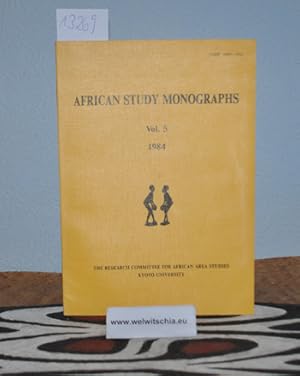 13269
AFRICAN STUDY MONOGRAPHS
Vol. 5
1984
THE RESEARCH COMMITTEE FOR AFRICAN AREA STUDIES
KYOTO UNIVERSITY
www.welwitschia.eu